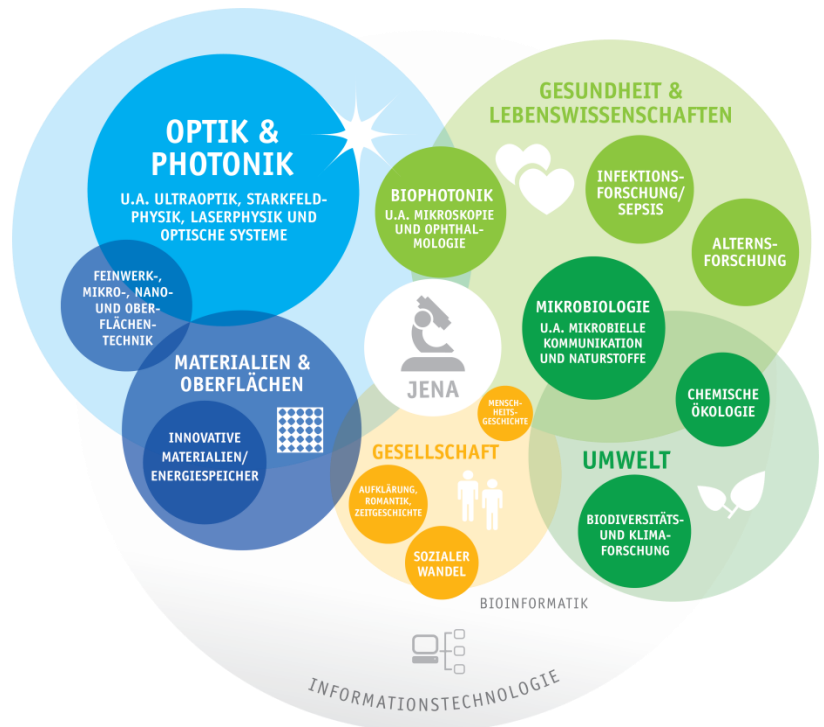 OPTIK &
PHOTONIK
U.A. ULTRAOPTIK, STARKFELD-
PHYSIK, LASERPHYSIK UND
OPTISCHE SYSTEME
FEINWERK-,
MIKRO-, NANO-
UND OBER-
FLÄCHEN-
TECHNIK
MATERIALIEN &
OBERFLÄCHEN
INNOVATIVE
MATERIALIEN/
ENERGIESPEICHER
GESUNDHEIT &
LEBENSWISSENSCHAFTEN
BIOPHOTONIK
U.A. MIKROSKOPIE
UND OPHTHAL-
MOLOGIE
INFEKTIONS-
FORSCHUNG/
SEPSIS
ALTERNS-
FORSCHUNG
MIKROBIOLOGIE
U.A. MIKROBIELLE
KOMMUNIKATION
UND NATURSTOFFE
CHEMISCHE
ÖKOLOGIE
JENA
MENSCH-
HEITS-
GESCHICHTE
GESELLSCHAFT
AUFKLÄRUNG,
ROMANTIK,
ZEITGESCHICHTE
SOZIALER
WANDEL
UMWELT
BIODIVERSITÄTS-
UND KLIMA-
FORSCHUNG
BIOINFORMATIK
INFORMATIONSTECHNOLOGIE